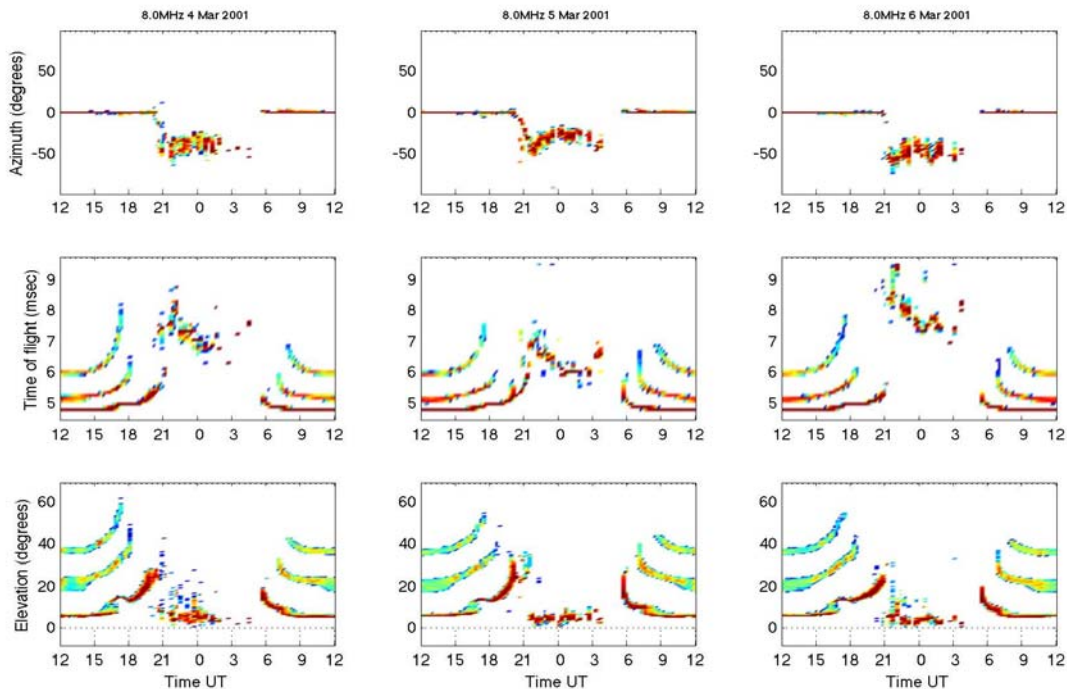 8.0MHz 4 Mar 2001
8.0MHz 5 Mar 2001
8.0MHz 6 Mar 2001
Azimuth (degrees)
50
0
-50
12 15 18 21 0 3 6 9 12
50
0
-50
12 15 18 21 0 3 6 9 12
50
0
-50
12 15 18 21 0 3 6 9 12
Time of flight (msec)
9
8
7
6
5
12 15 18 21 0 3 6 9 12
9
8
7
6
5
12 15 18 21 0 3 6 9 12
9
8
7
6
5
12 15 18 21 0 3 6 9 12
Elevation (degrees)
60
40
20
0
12 15 18 21 0 3 6 9 12
Time UT
60
40
20
0
12 15 18 21 0 3 6 9 12
Time UT
60
40
20
0
12 15 18 21 0 3 6 9 12
Time UT